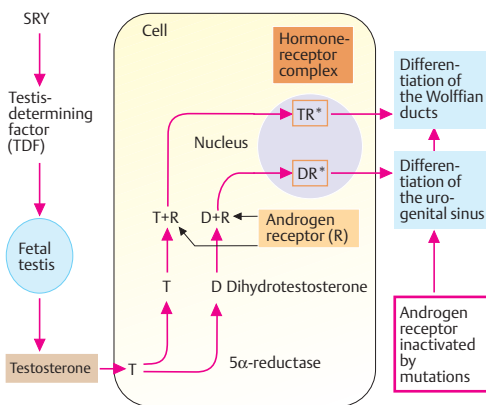 SRY
Testis-
determining
factor
(TDF)
Fetal
testis
Testosterone
Cell
Hormone-
receptor
complex
Nucleus
TR*
DR*
T+R
D+R
Androgen
receptor (R)
T
D Dihydrotestosterone
T
5α-reductase
Differen-
tiation of
the Wolffian
ducts
Differen-
tiation of
the uro-
genital sinus
Androgen
receptor
inactivated
by
mutations